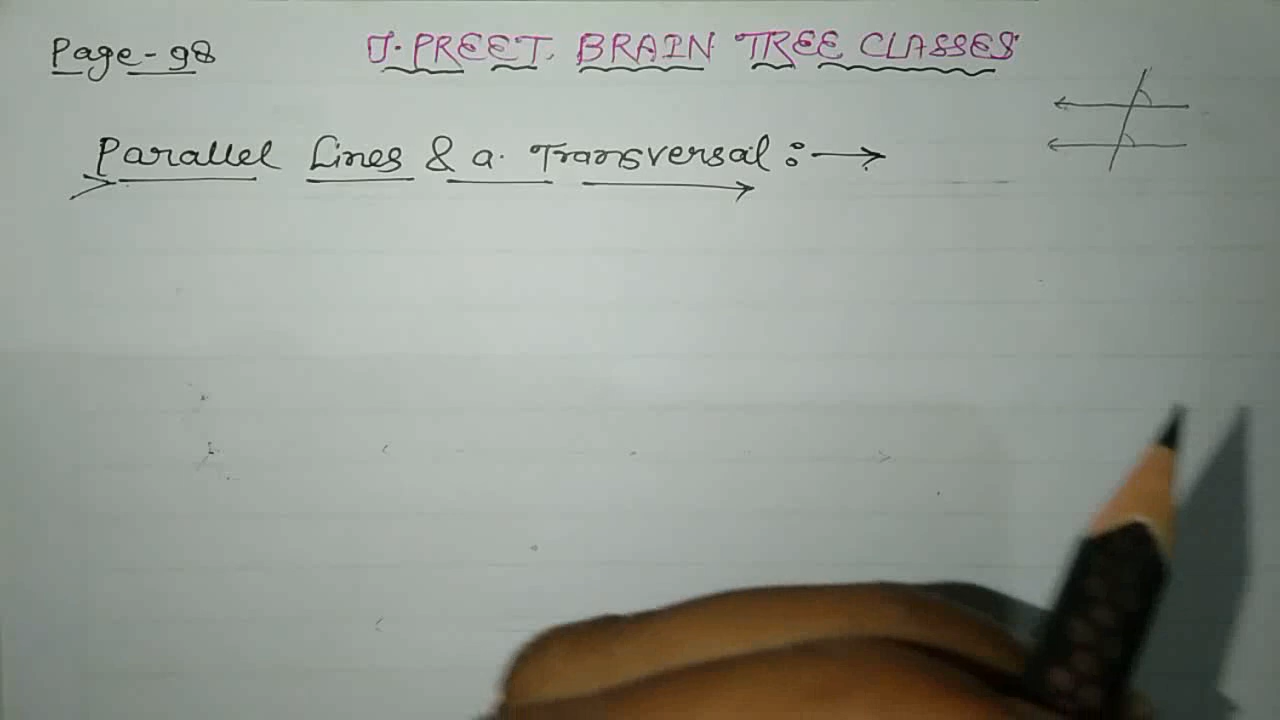 Page-98
J. PREET. BRAIN TREE CLASSES
Parallel Lines & a. Transversal :→